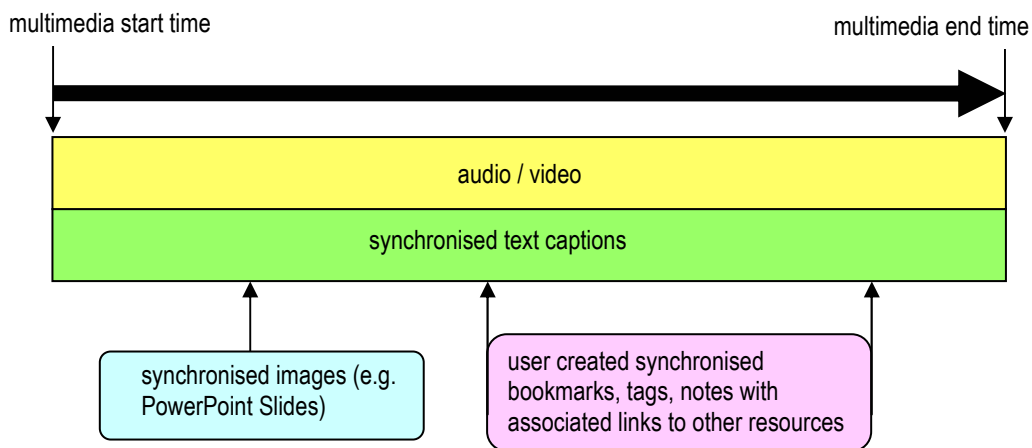 multimedia start time
multimedia end time
audio / video
synchronised text captions
synchronised images (e.g.
PowerPoint Slides)
user created synchronised
bookmarks, tags, notes with
associated links to other resources